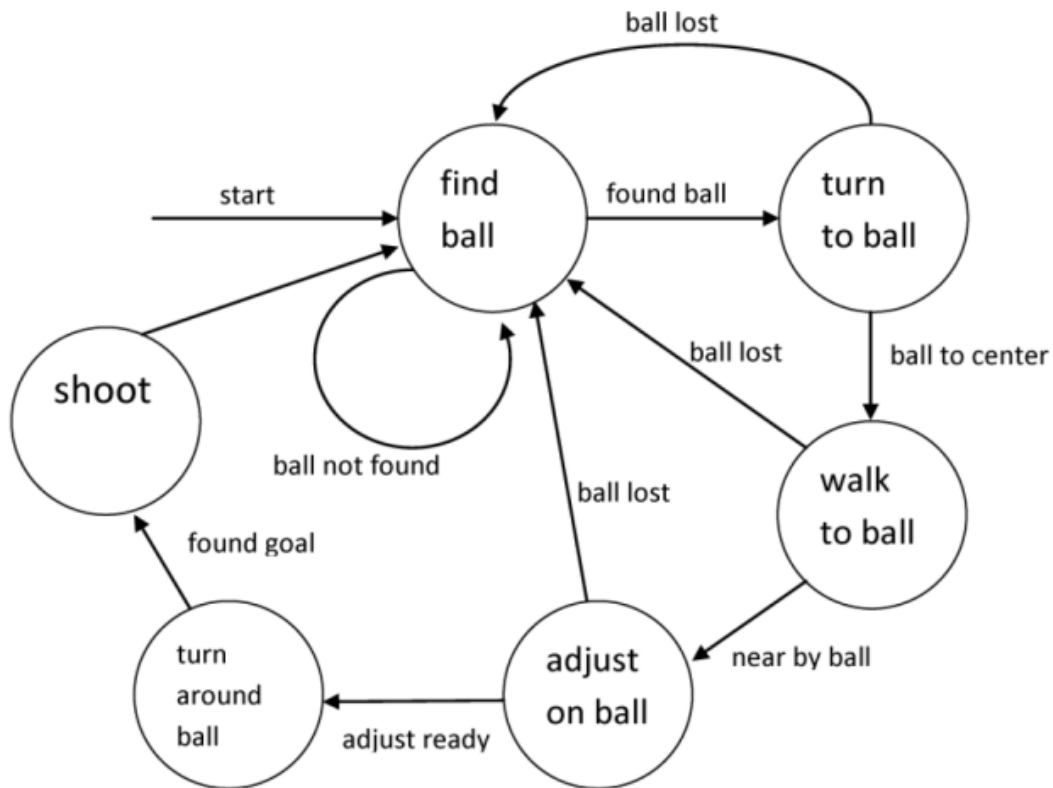 ball lost
find
ball
turn
to ball
start
found ball
ball lost
ball to center
shoot
ball not found
ball lost
walk
to ball
found goal
near by ball
turn
around
ball
adjust
on ball
adjust ready